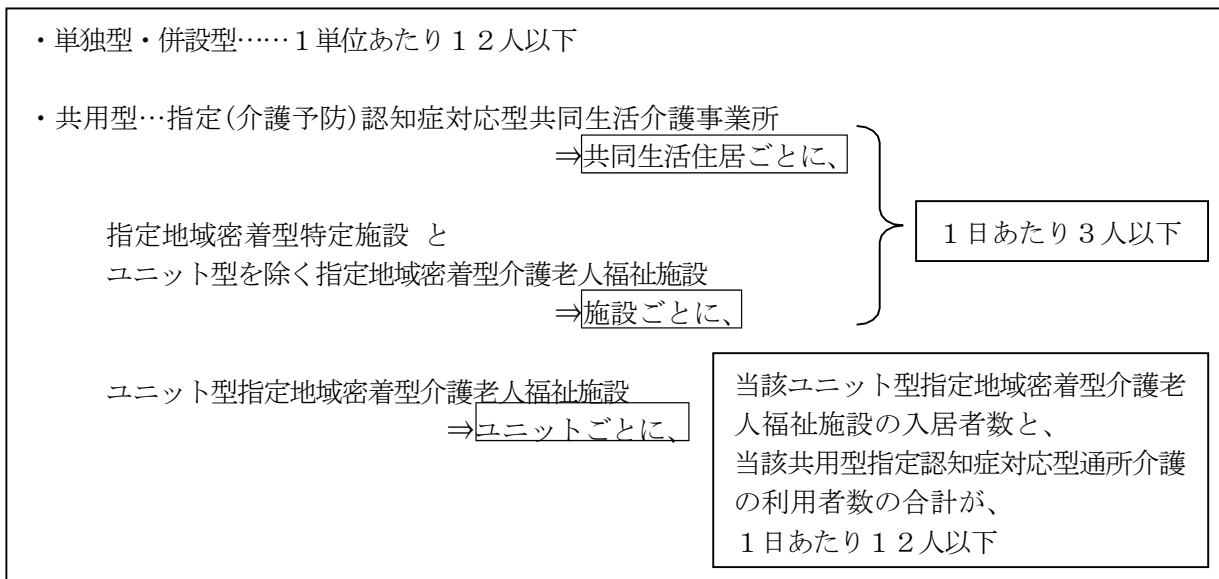 ・単独型・併設型……１単位あたり１２人以下
・共用型…指定(介護予防)認知症対応型共同生活介護事業所
⇒共同生活住居ごとに、
指定地域密着型特定施設 と
ユニット型を除く指定地域密着型介護老人福祉施設
⇒施設ごとに、
１日あたり３人以下
ユニット型指定地域密着型介護老人福祉施設
⇒ユニットごとに、
当該ユニット型指定地域密着型介護老
人福祉施設の入居者数と、
当該共用型指定認知症対応型通所介護
の利用者数の合計が、
１日あたり１２人以下